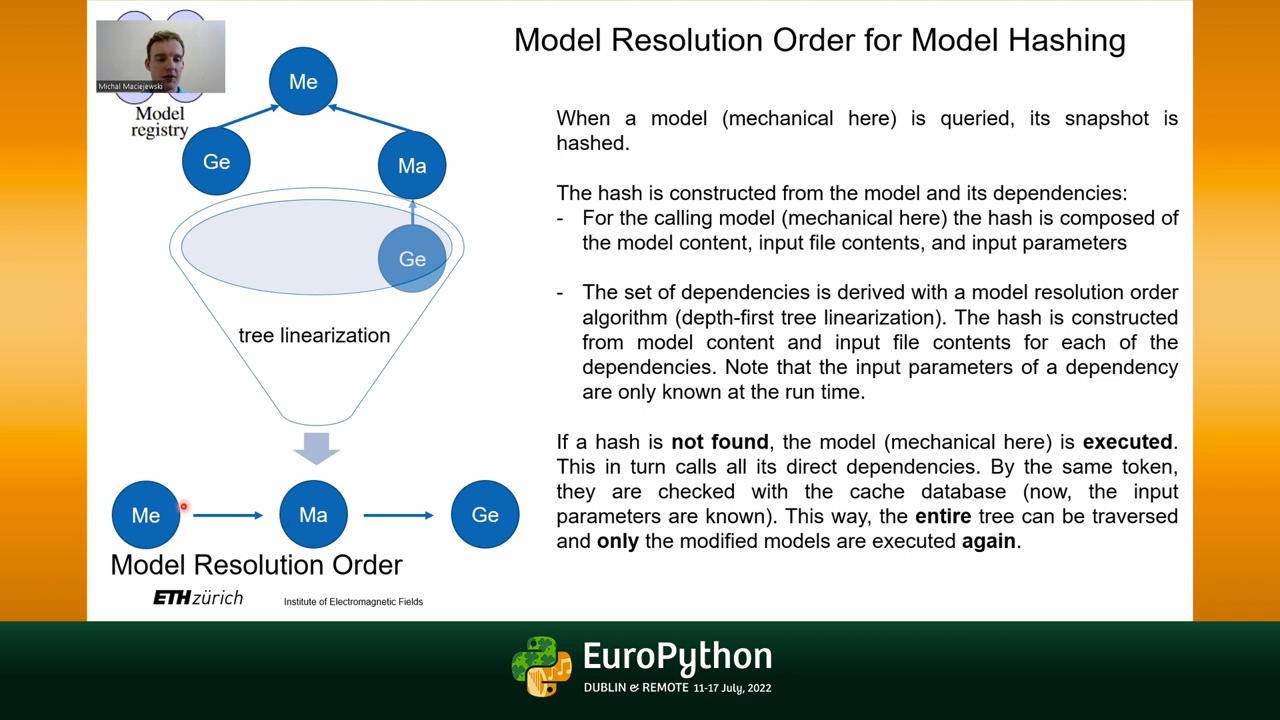 Model Resolution Order for Model Hashing
Michal Maciejewski
Model
registry
Me
Ge
Ma
Ge
tree linearization
Me
Ma
Ge
Model Resolution Order
ETH zürich
Institute of Electromagnetic Fields
When a model (mechanical here) is queried, its snapshot is
hashed.
The hash is constructed from the model and its dependencies:
- For the calling model (mechanical here) the hash is composed of
the model content, input file contents, and input parameters
- The set of dependencies is derived with a model resolution order
algorithm (depth-first tree linearization). The hash is constructed
from model content and input file contents for each of the
dependencies. Note that the input parameters of a dependency
are only known at the run time.
If a hash is not found, the model (mechanical here) is executed.
This in turn calls all its direct dependencies. By the same token,
they are checked with the cache database (now, the input
parameters are known). This way, the entire tree can be traversed
and only the modified models are executed again.
EuroPython
DUBLIN & REMOTE 11-17 July, 2022